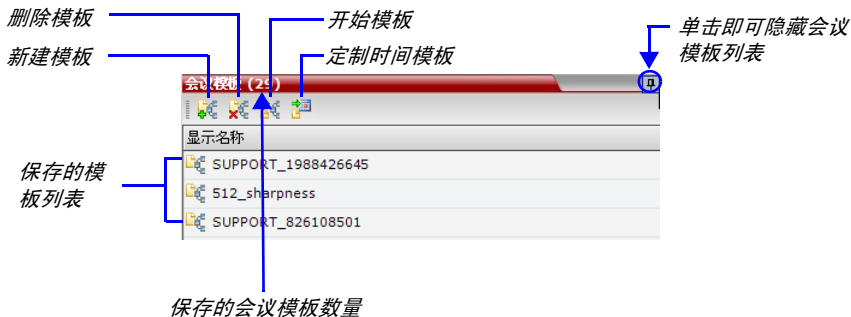 删除模板
开始模板
单击即可隐藏会议
模板列表
新建模板
定制时间模板
会议模板 (29)
显示名称
保存的模
板列表
SUPPORT_1988426645
512_sharpness
SUPPORT_826108501
保存的会议模板数量